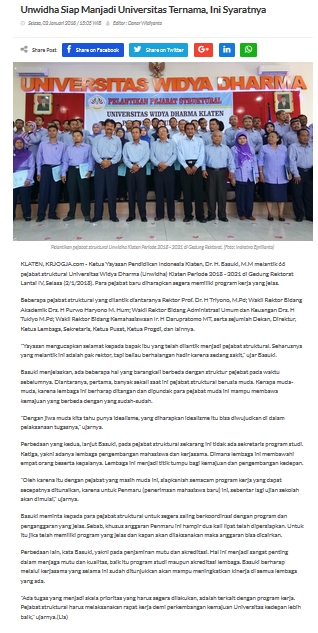 Unwidha Siap Menjadi Universitas Ternama, Ini Syaratnya
Selasa, 02 Januari 2018 / 18:05 WIB Editor : Danar Widiyanto
Share Post
Share on Facebook
Share on Twitter
UNIVERSITAS WIDYA DHARMA
PELANTIKAN PEJABAT STRUKTURAL
UNIVERSITAS WIDYA DHARMA KLATEN
Pelantikan pejabat struktural Unwidha Klaten Periode 2018 - 2021 di Gedung Rektorat. (Foto:
KLATEN, KRJOGJA.com - Ketua Yayasan Pendidikan Indonesia Klaten, Dr. H. Basuki, M.M melantik 66
pejabat struktural Universitas Widya Dharma (Unwidha) Klaten Periode 2018 - 2021 di Gedung Rektorat
Lantai IV, Selasa (2/1/2018). Para pejabat baru diharapkan segera memiliki program kerja yang jelas.
Beberapa pejabat struktural yang dilantik diantaranya Rektor Prof. Dr H Triyono, M.Pd; Wakil Rektor Bidang
Akademik Drs. H Purwo Haryono M. Hum; Wakil Rektor Bidang Administrasi Umum dan Keuangan Drs. H
Tukiyo M.Pd; Wakil Rektor Bidang Kemahasiswaan Ir. H Darupratomo MT, serta sejumlah Dekan, Direktur,
Ketua Lembaga, Sekretaris, Ketua Pusat, Ketua Progdi, dan lainnya.
"Yayasan mengucapkan selamat kepada bapak ibu yang telah dilantik menjadi pejabat struktural. Seharusnya
yang melantik ini adalah pak rektor, tapi beliau berhalangan hadir karena sedang sakit," ujar Basuki.
Basuki menjelaskan, ada beberapa hal yang barangkali berbeda dengan struktur pejabat pada waktu
sebelumnya. Diantaranya, pertama, banyak sekali saat ini pejabat struktural berusia muda. Kenapa muda-
muda, karena lembaga ini berharap ditangan dan dipundak para pejabat muda ini mampu membawa
kemajuan yang berbeda dengan yang sudah-sudah.
"Dengan jiwa muda kita tahu punya idealisme, yang diharapkan idealisme itu bisa diwujudkan di dalam
pelaksanaan tugasnya," ujarnya.
Perbedaan yang kedua, lanjut Basuki, pada pejabat struktural sekarang ini tidak ada sekretaris program studi.
Ketiga, yakni adanya lembaga pengembangan mahasiswa dan kerjasama. Dimana lembaga ini membawahi
empat orang beserta kepalanya. Lembaga ini menjadi titik tumpu bagi kemajuan dan pengembangan kedepan.
"Oleh karena itu dengan pejabat yang masih muda ini, siapkanlah semacam program kerja yang dapat
secepatnya ditunaikan, karena untuk Penmaru (penerimaan mahasiswa baru) ini, sebentar lagi ujian sekolah
akan dimulai," ujarnya.
Basuki meminta kepada para pejabat struktural untuk segera saling berkoordinasi dengan program dan
penganggaran yang jelas. Sebab, khusus anggaran Penmaru ini hampir dua kali lipat telah dipersiapkan. Untuk
itu jika telah memiliki program yang jelas dan kapan akan dilaksanakan maka anggaran bisa dicairkan.
Perbedaan lain, kata Basuki, yakni pada penjaminan mutu dan akreditasi. Hal ini menjadi sangat penting
dalam menjaga mutu dan kualitas, baik itu program studi maupun akreditasi lembaga. Basuki berharap
melalui kerjasama yang selama ini sudah ditunjukkan akan mampu meningkatkan kinerja di semua lembaga
yang ada.
"Ada tugas yang menjadi skala prioritas yang harus segera dilakukan, adalah terkait dengan program kerja.
Pejabat struktural harus melaksanakan rapat kerja demi perkembangan kemajuan Universitas kedepan lebih
baik," ujarnya.(Lia)